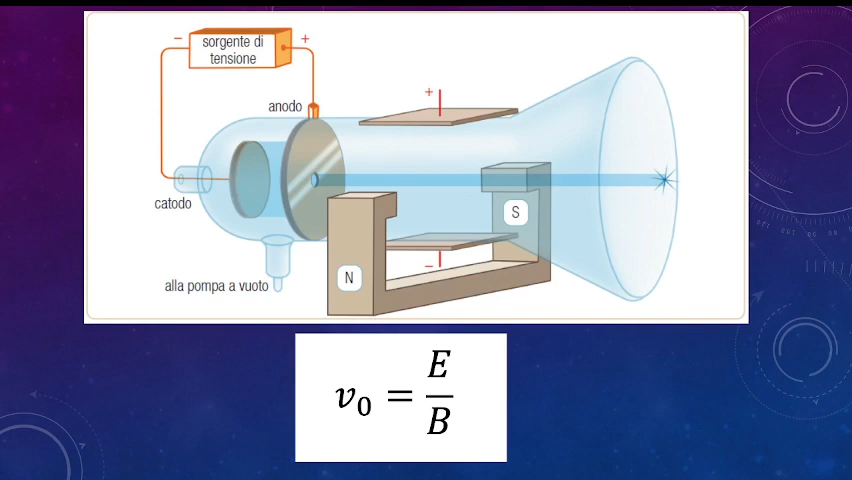 − sorgente di tensione +
anodo
+
catodo
S
−
N
alla pompa a vuoto
v₀ = E/B